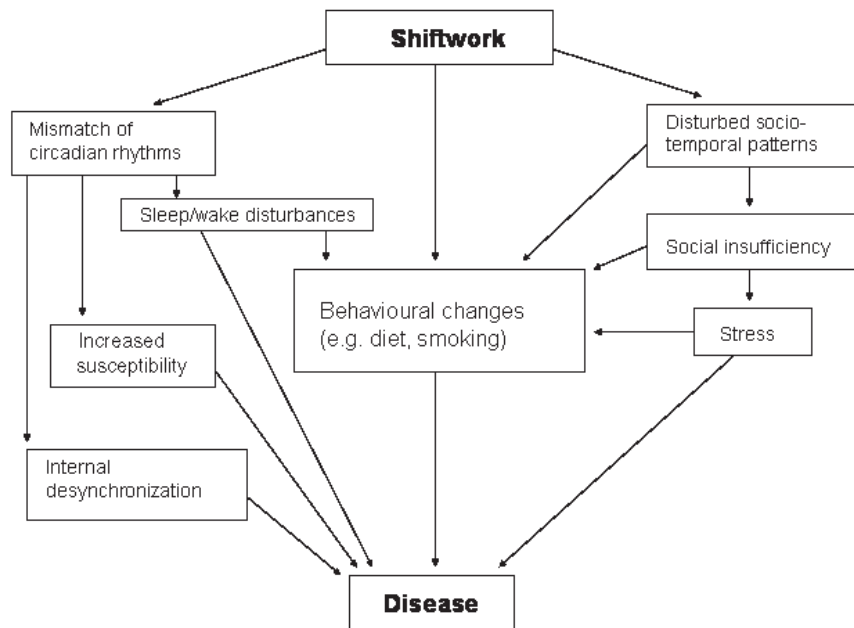 Shiftwork
Mismatch of
circadian rhythms
Disturbed socio-
temporal patterns
Sleep/wake disturbances
Social insufficiency
Behavioural changes
(e.g. diet, smoking)
Increased
susceptibility
Stress
Internal
desynchronization
Disease